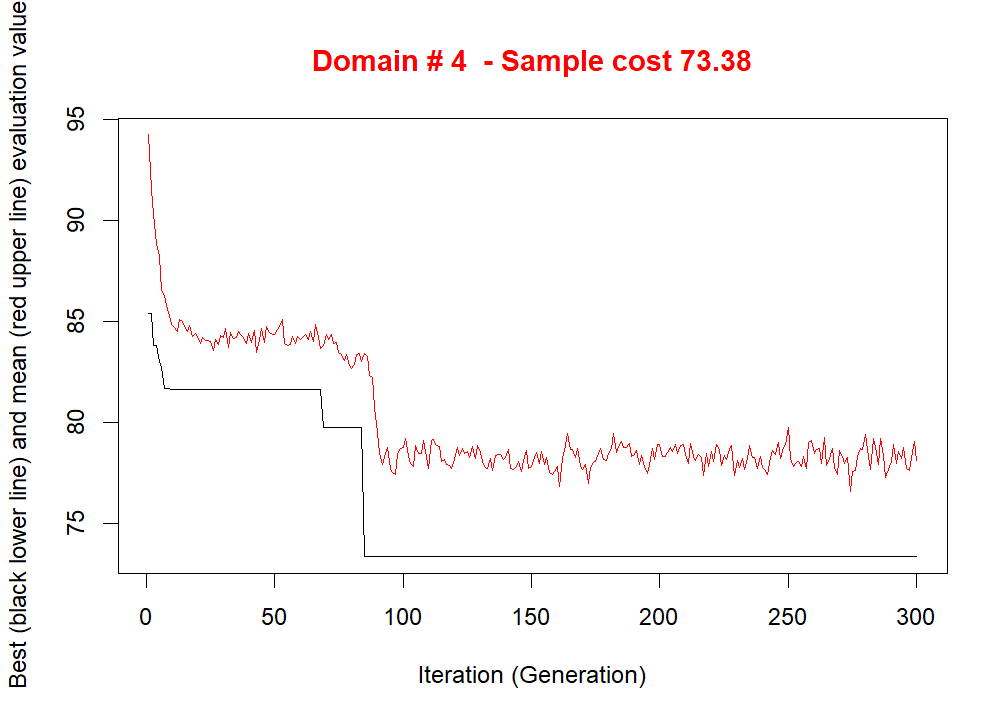 Domain # 4  - Sample cost 73.38
Best (black lower line) and mean (red upper line) evaluation value
95
90
85
80
75
0 50 100 150 200 250 300
Iteration (Generation)